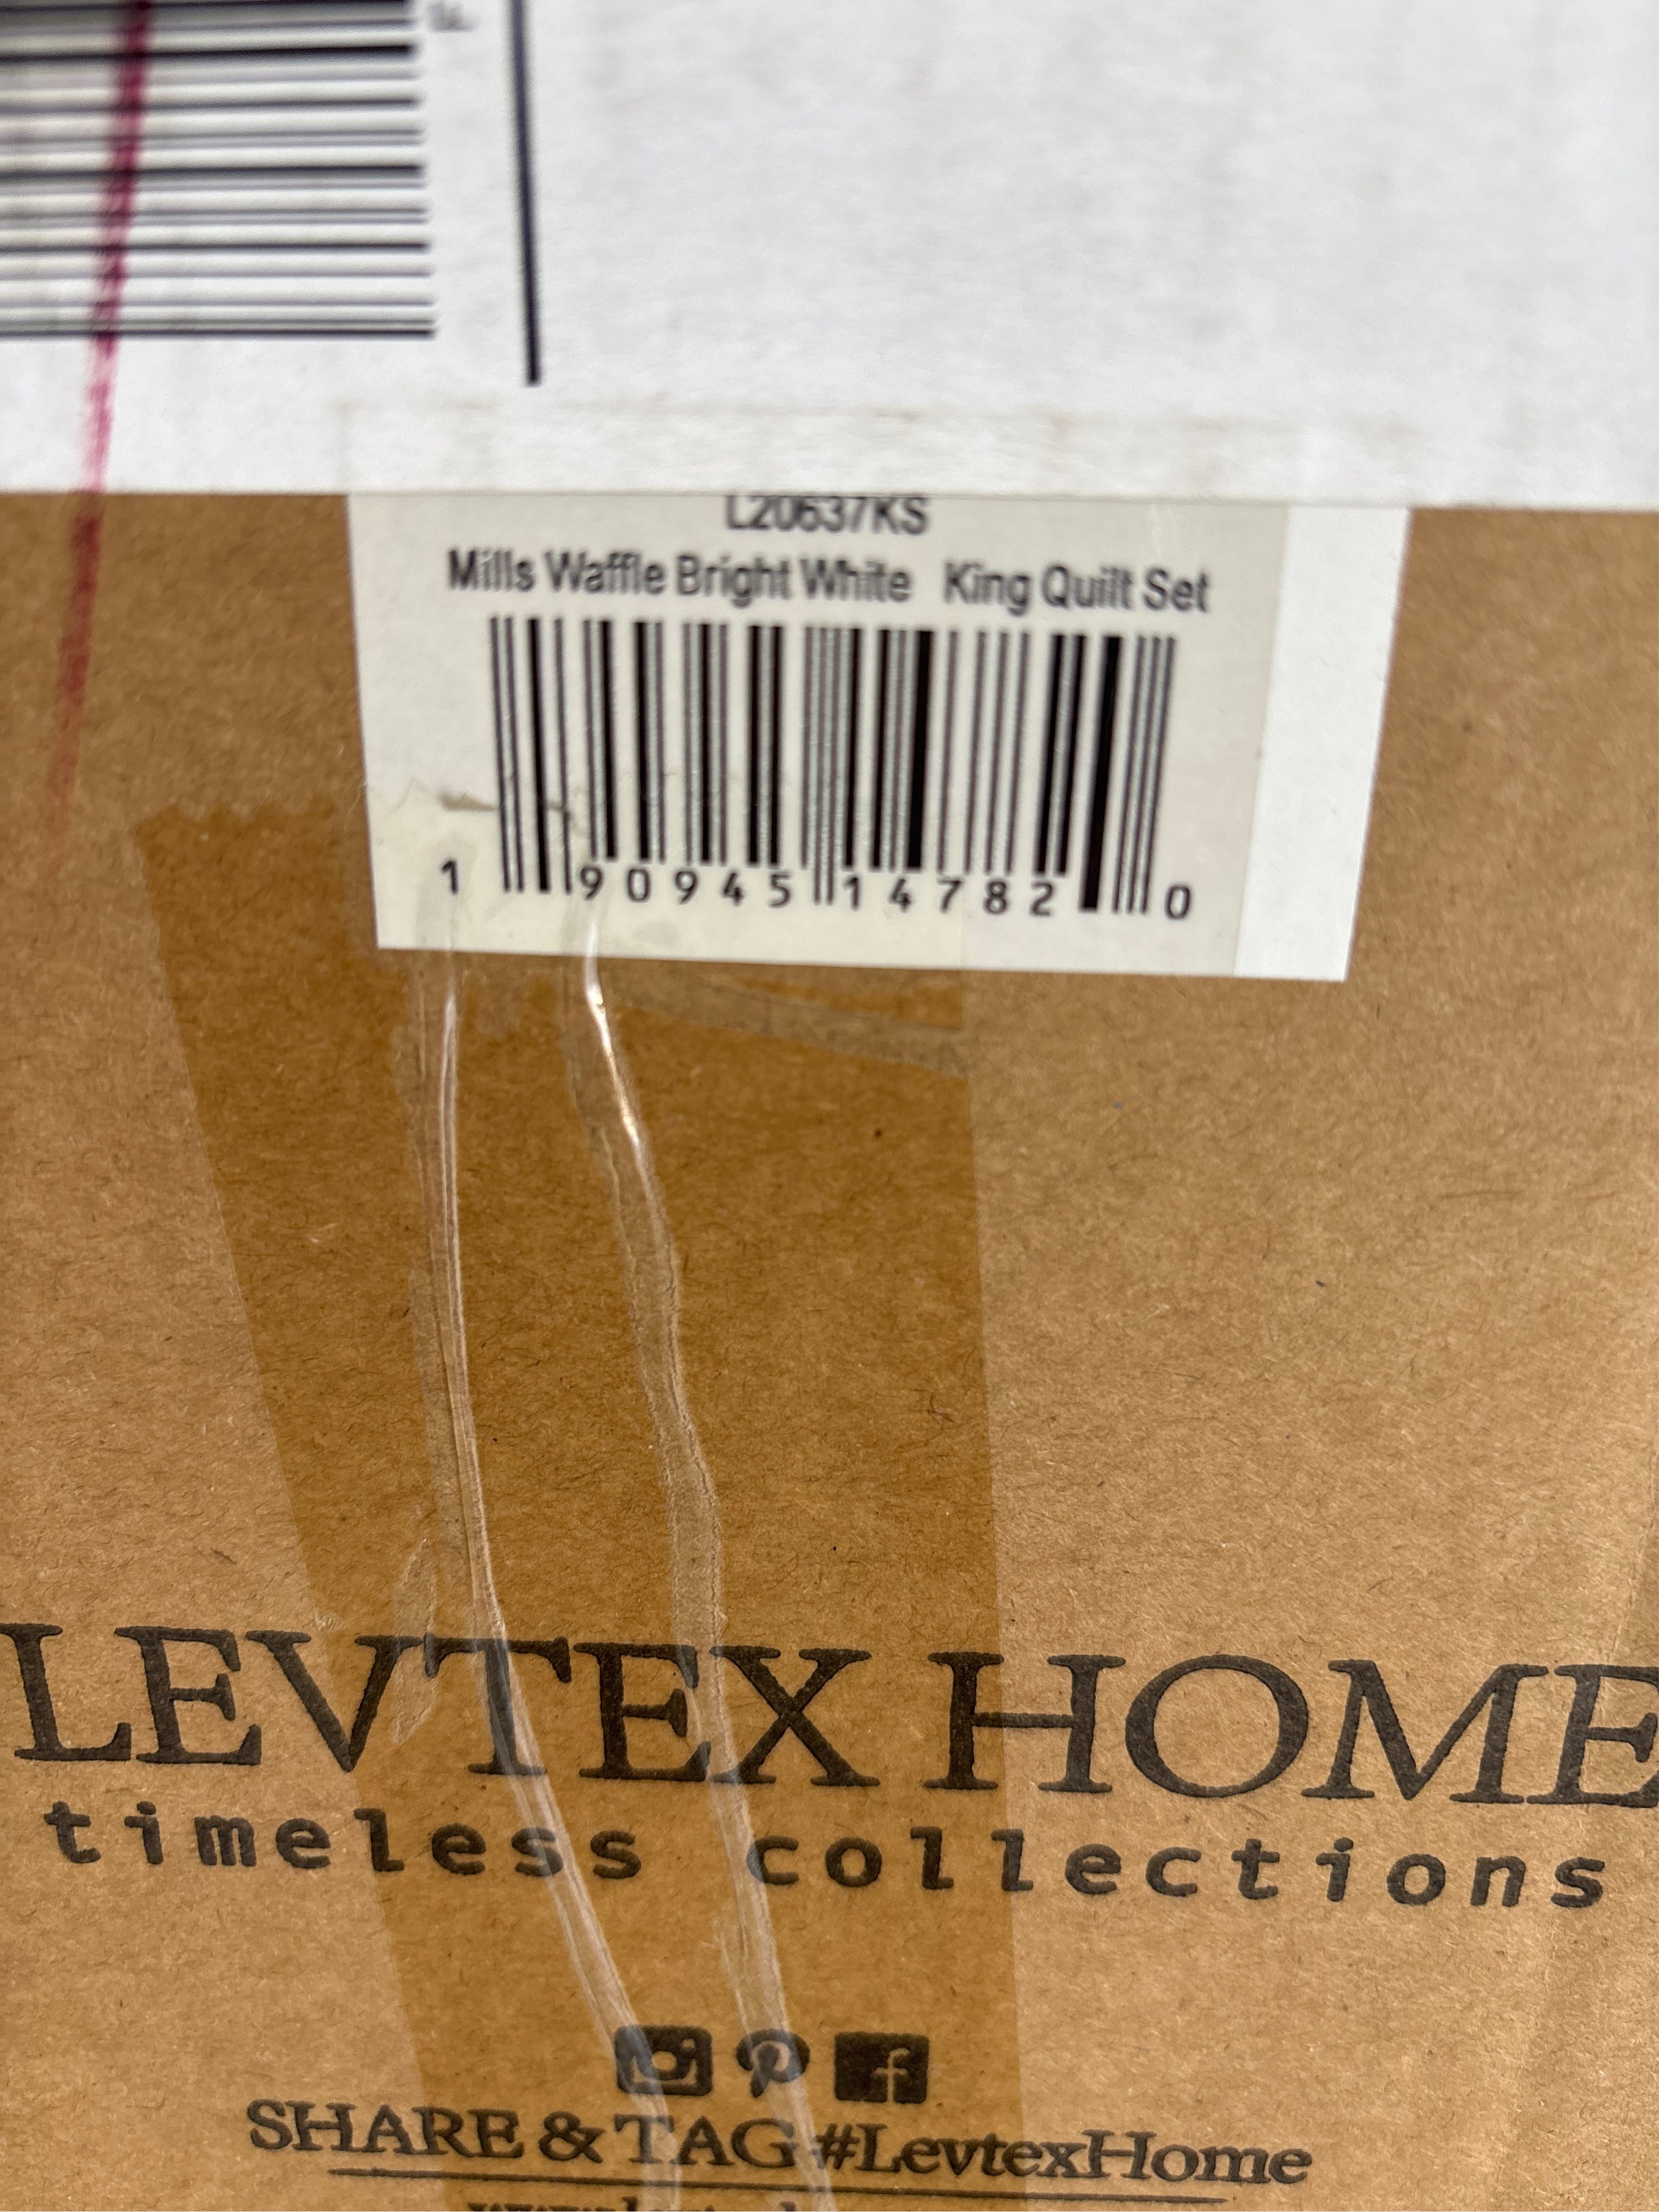 L20637KS
Mills Waffle Bright White King Quilt Set
1 90945 14782 0
LEVTEX HOME
timeless collections
SHARE & TAG #LevtexHome